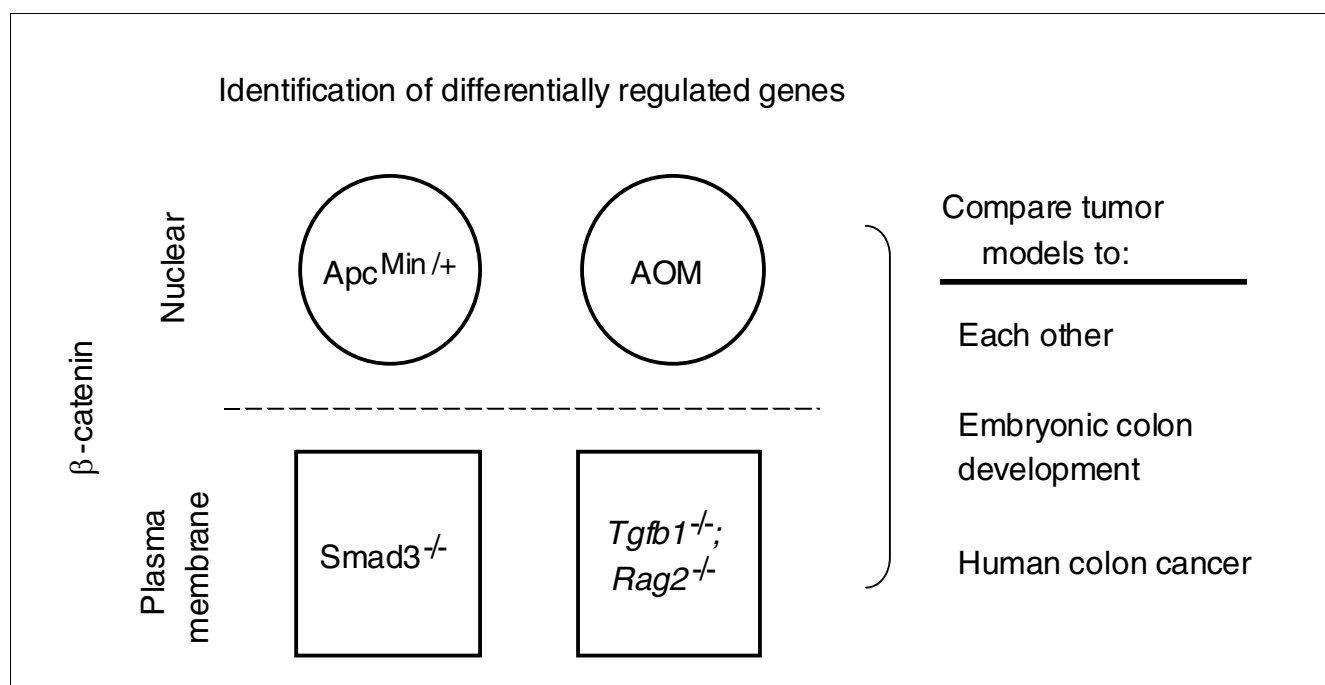 Identification of differentially regulated genes
β-catenin
Nuclear
Apc^Min/+
AOM
Plasma
membrane
Smad3^-/-
Tgfb1^-/-;
Rag2^-/-
Compare tumor
models to:
Each other
Embryonic colon
development
Human colon cancer